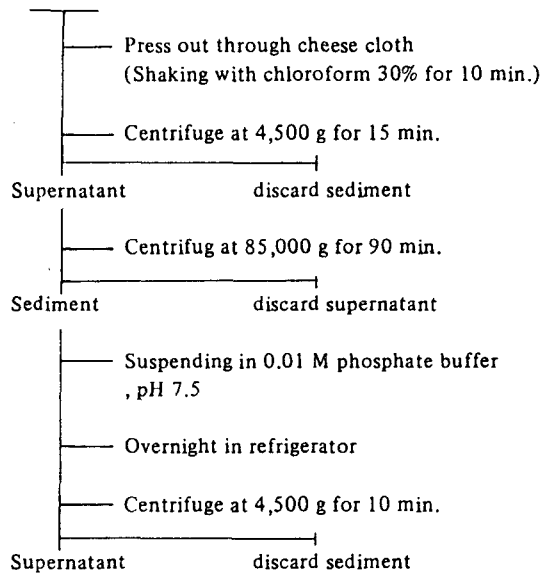 Press out through cheese cloth
(Shaking with chloroform 30% for 10 min.)
Centrifuge at 4,500 g for 15 min.
Supernatant discard sediment
Centrifug at 85,000 g for 90 min.
Sediment discard supernatant
Suspending in 0.01 M phosphate buffer
, pH 7.5
Overnight in refrigerator
Centrifuge at 4,500 g for 10 min.
Supernatant discard sediment